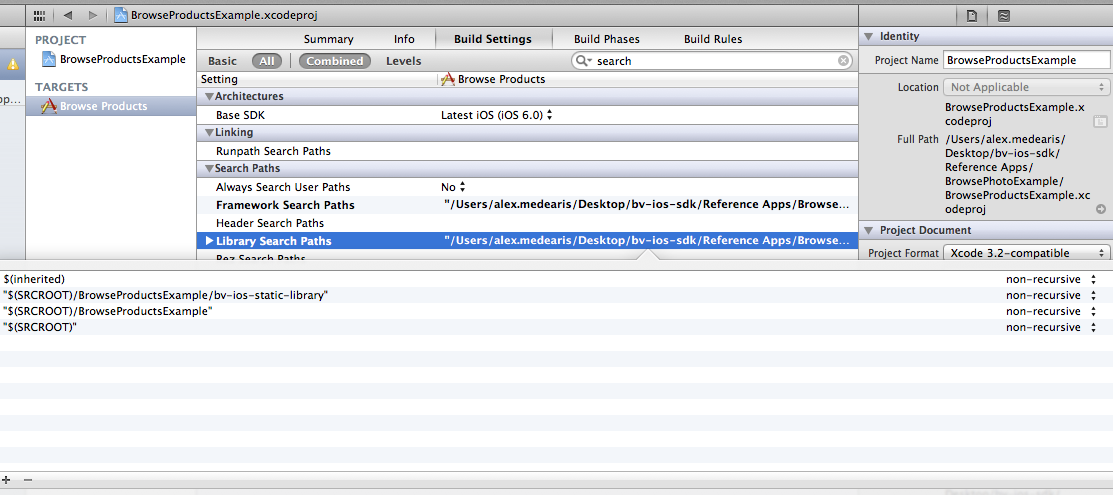 BrowseProductsExample.xcodeproj
PROJECT
BrowseProductsExample
TARGETS
Browse Products
op...
Summary Info Build Settings Build Phases Build Rules
Basic All Combined Levels search
Setting Browse Products
Architectures
Base SDK Latest iOS (iOS 6.0)
Linking
Runpath Search Paths
Search Paths
Always Search User Paths No
Framework Search Paths "/Users/alex.medearis/Desktop/bv-ios-sdk/Reference Apps/Browse...
Header Search Paths
Library Search Paths "/Users/alex.medearis/Desktop/bv-ios-sdk/Reference Apps/Browse...
Rez Search Paths
Identity
Project Name BrowseProductsExample
Location Not Applicable
BrowseProductsExample.x
codeproj
Full Path /Users/alex.medearis/
Desktop/bv-ios-sdk/
Reference Apps/
BrowsePhotoExample/
BrowseProductsExample.xc
odeproj
Project Document
Project Format Xcode 3.2-compatible
$(inherited) non-recursive
"$(SRCROOT)/BrowseProductsExample/bv-ios-static-library" non-recursive
"$(SRCROOT)/BrowseProductsExample" non-recursive
"$(SRCROOT)" non-recursive